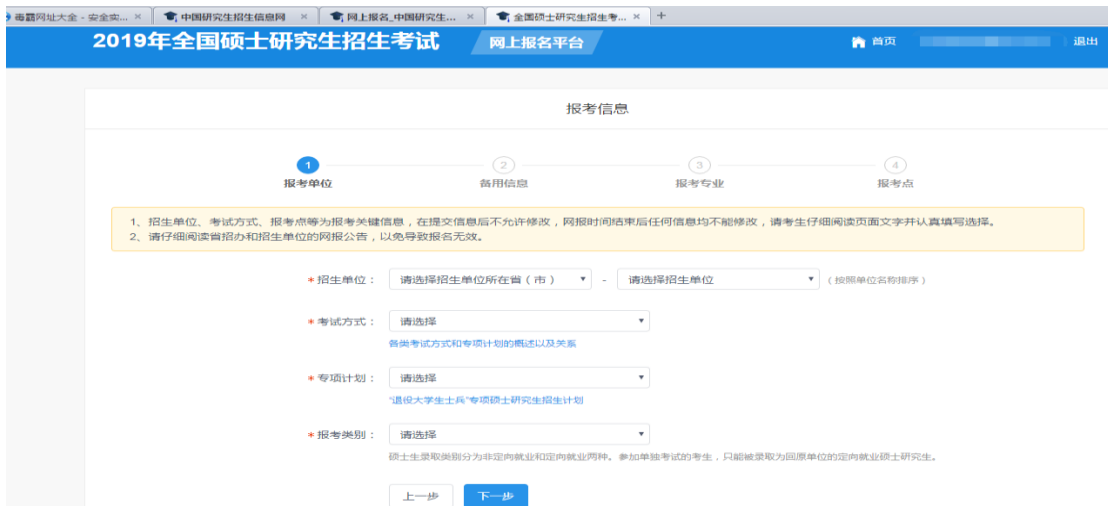 毒霸网址大全 - 安全实... × 中国研究生招生信息网 × 网上报名_中国研究生... × 全国硕士研究生招生考... × +
2019年全国硕士研究生招生考试 网上报名平台 首页 退出
报考信息
1 2 3 4
报考单位 备用信息 报考专业 报考点
1、招生单位、考试方式、报考点等为报考关键信息，在提交信息后不允许修改，网报时间结束后任何信息均不能修改，请考生仔细阅读页面文字并认真填写选择。
2、请仔细阅读省招办和招生单位的网报公告，以免导致报名无效。
*招生单位： 请选择招生单位所在省（市） - 请选择招生单位 （按照单位名称排序）
*考试方式： 请选择
各类考试方式和专项计划的概述以及关系
*专项计划： 请选择
"退役大学生士兵"专项硕士研究生招生计划
*报考类别： 请选择
硕士生录取类别分为非定向就业和定向就业两种。参加单独考试的考生，只能被录取为回原单位的定向就业硕士研究生。
上一步 下一步